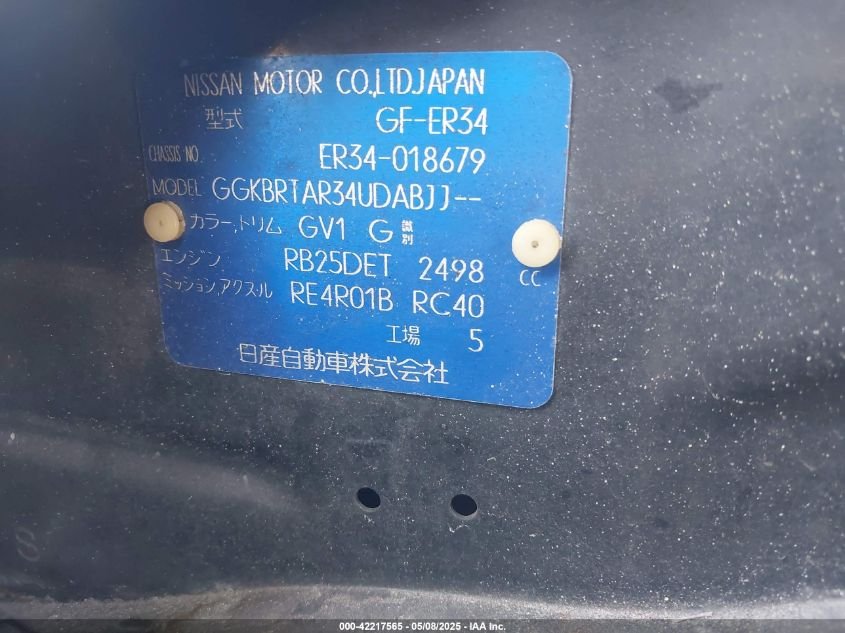 NISSAN MOTOR CO.,LTD.JAPAN
型式 GF-ER34
CHASSIS NO. ER34-018679
MODEL GGKBRTAR34UDABJJ--
カラー,トリム GV1 G 識別
エンジン RB25DET 2498 CC
ミッション,アクスル RE4R01B RC40
工場 5
日産自動車株式会社
S
000-42217565 - 05/08/2025 - IAA Inc.